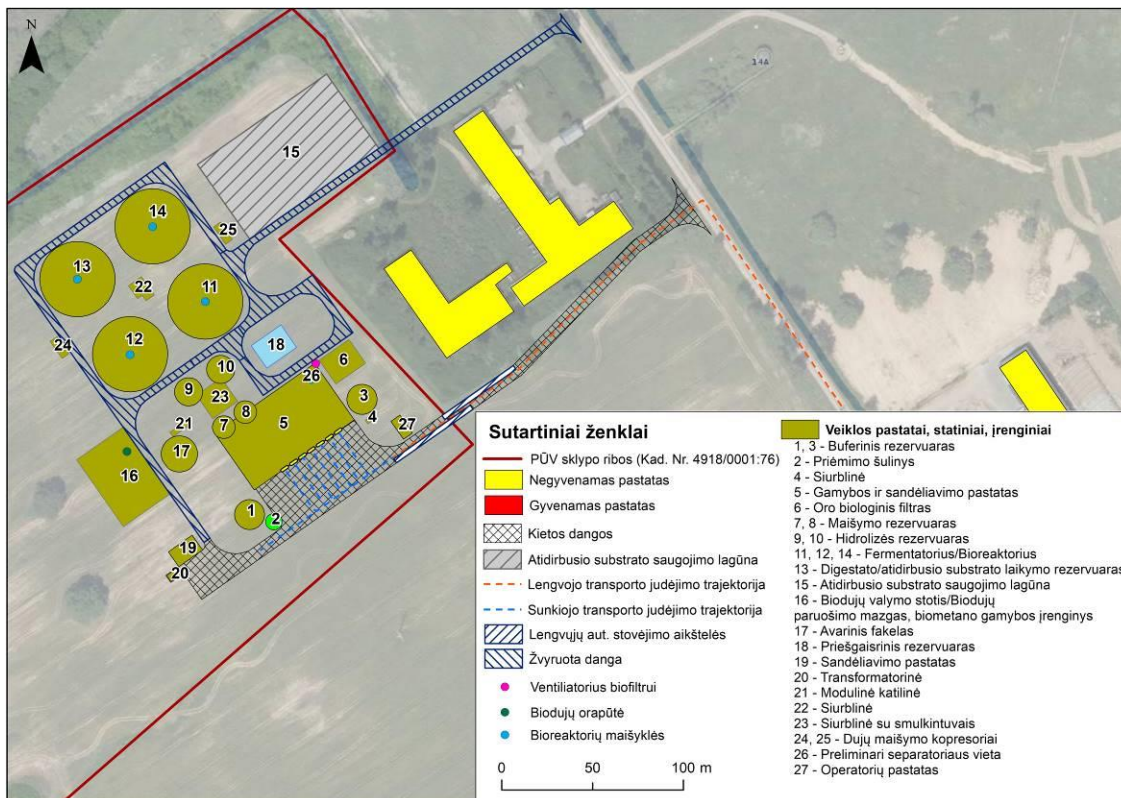 N
34A
15
14
25
13
22
11
12
24
18
10
26
6
9
23
3
8
4
21
7
5
27
17
16
1
2
19
20
Sutartiniai ženklai
PŪV sklypo ribos (Kad. Nr. 4918/0001:76)
Negyvenamas pastatas
Gyvenamas pastatas
Kietos dangos
Atidirbusio substrato saugojimo lagūna
Lengvojo transporto judėjimo trajektorija
Sunkiojo transporto judėjimo trajektorija
Lengvųjų aut. stovėjimo aikštelės
Žvyruota danga
Ventiliatorius biofiltrui
Biodujų orapūtė
Bioreaktorių maišyklės
0 50 100 m
Veiklos pastatai, statiniai, įrenginiai
1, 3 - Buferinis rezervuaras
2 - Priėmimo šulinys
4 - Siurblinė
5 - Gamybos ir sandėliavimo pastatas
6 - Oro biologinis filtras
7, 8 - Maišymo rezervuaras
9, 10 - Hidrolizės rezervuaras
11, 12, 14 - Fermentatorius/Bioreaktorius
13 - Digestato/atidirbusio substrato laikymo rezervuaras
15 - Atidirbusio substrato saugojimo lagūna
16 - Biodujų valymo stotis/Biodujų
paruošimo mazgas, biometano gamybos įrenginys
17 - Avarinis fakelas
18 - Priešgaisrinis rezervuaras
19 - Sandėliavimo pastatas
20 - Transformatorinė
21 - Modulinė katilinė
22 - Siurblinė
23 - Siurblinė su smulkintuvais
24, 25 - Dujų maišymo kopresoriai
26 - Preliminari separatoriaus vieta
27 - Operatorių pastatas